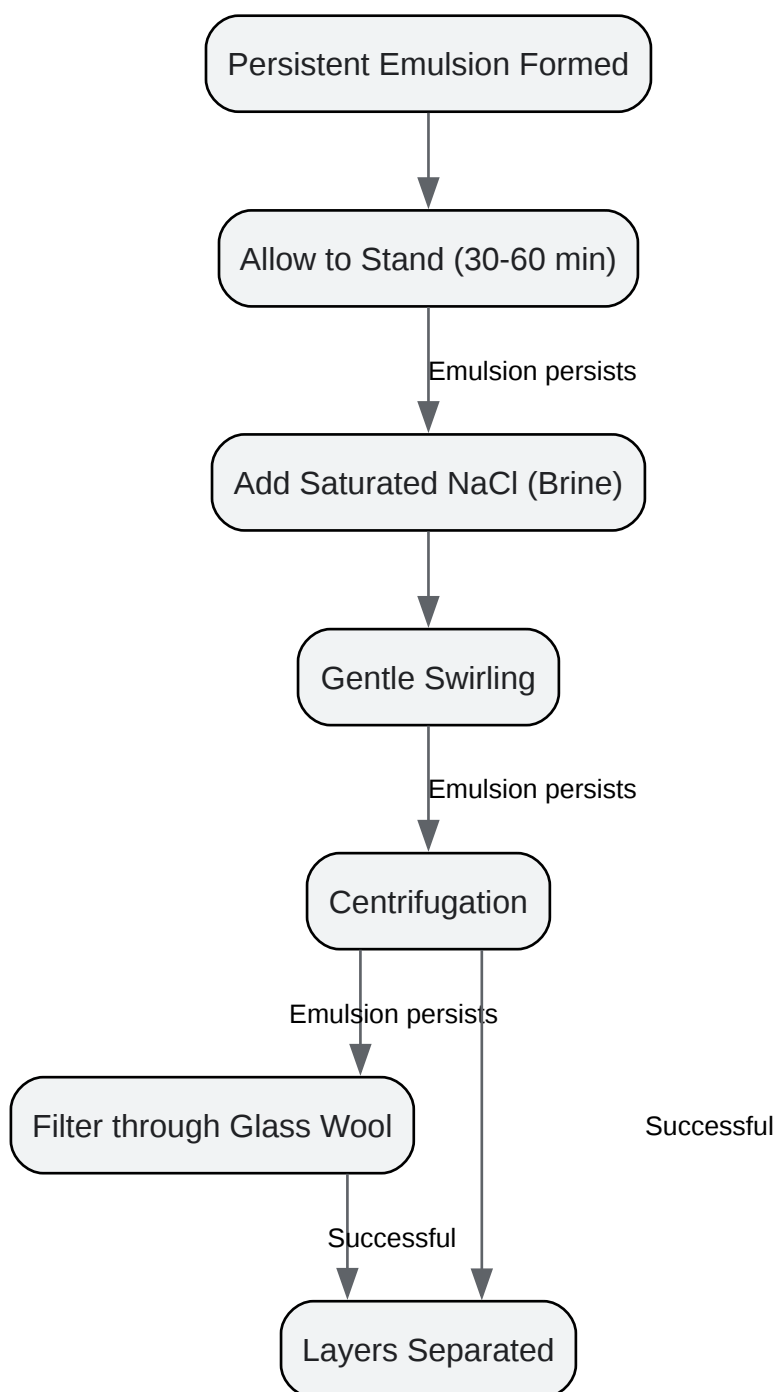 Persistent Emulsion Formed
Allow to Stand (30-60 min)
Emulsion persists
Add Saturated NaCl (Brine)
Gentle Swirling
Emulsion persists
Centrifugation
Emulsion persists
Filter through Glass Wool
Successful
Successful
Layers Separated